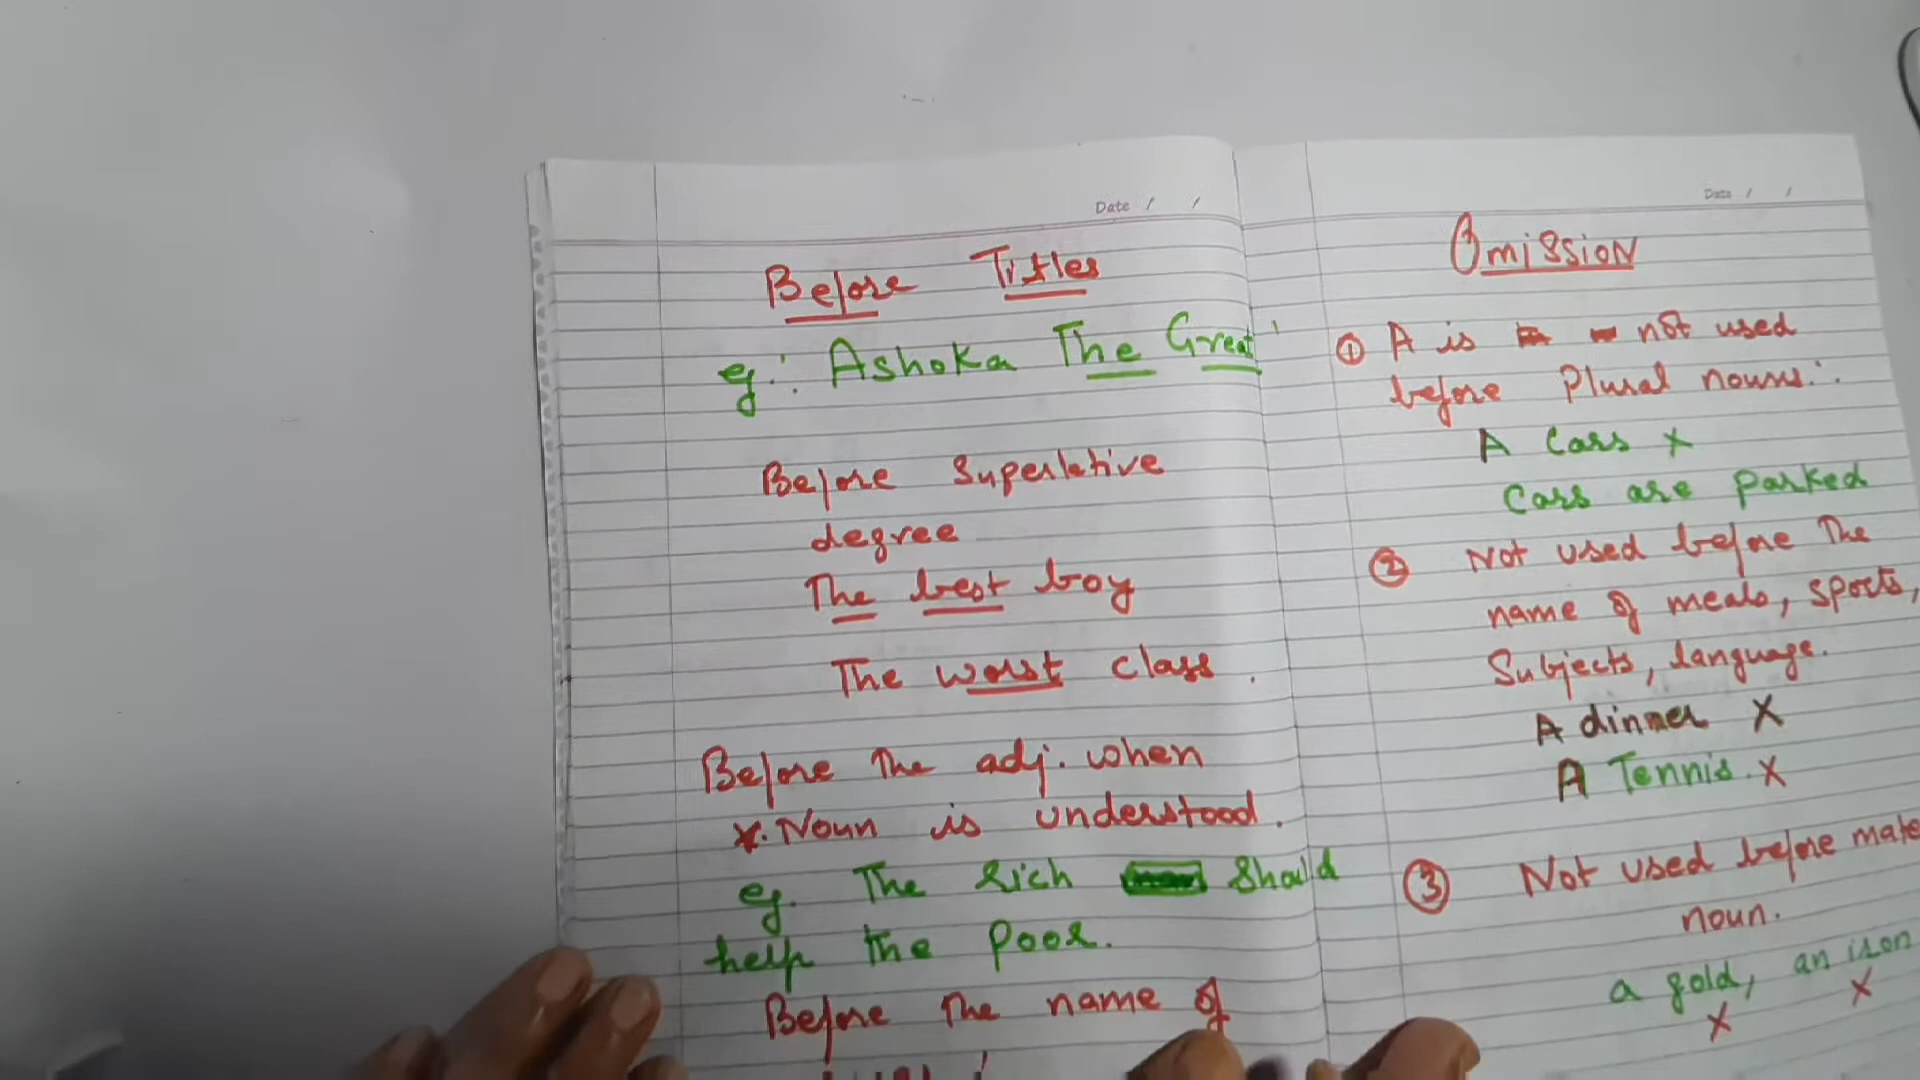 Date / /
Before Titles
eg:. Ashoka The Great'
Before Superlative
degree
The best boy
The worst class.
Before The adj. when
Noun is understood.
eg. The Rich Should
help the Poor.
Before The name of
Date / /
Omission
① A is not used
before Plural nouns:.
A Cars x
Cars are parked
② Not used before The
name of meals, sports,
Subjects, language.
A dinner X
A Tennis. X
③ Not used before mate
noun.
a gold, an iron
X X